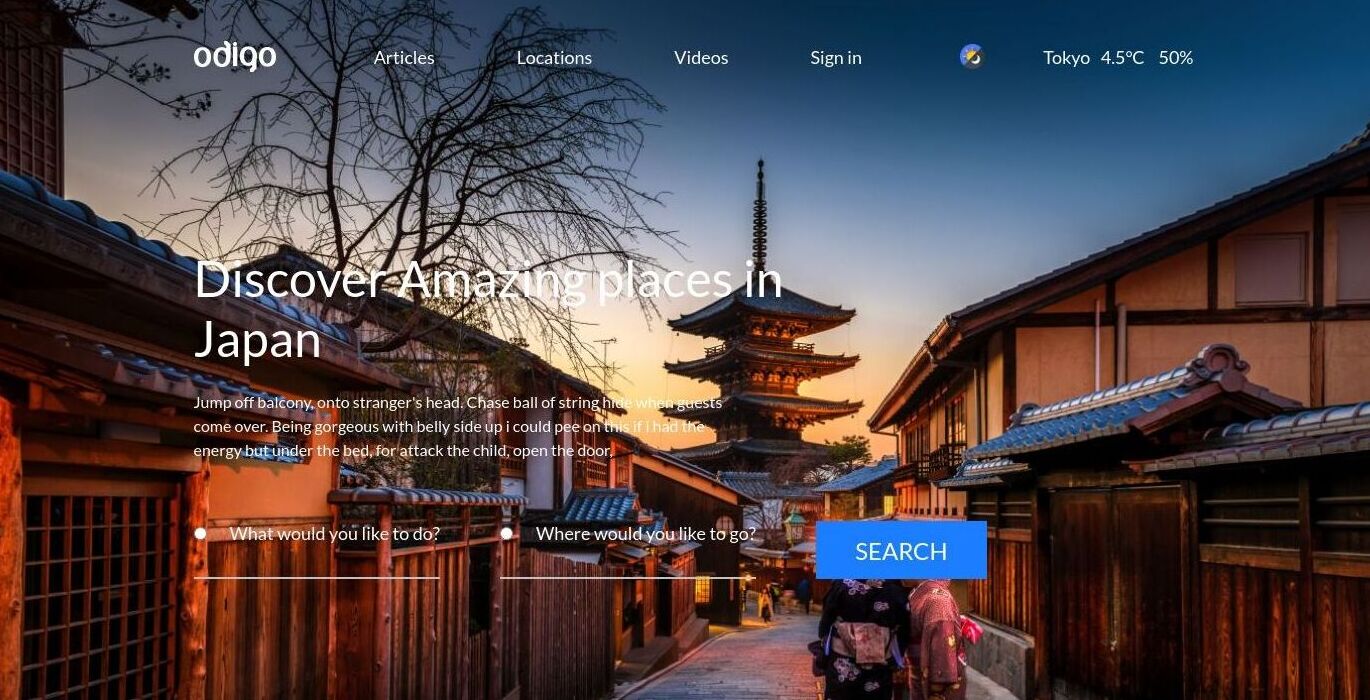 odigo
Articles
Locations
Videos
Sign in
Tokyo 4.5°C 50%
Discover Amazing places in
Japan
Jump off balcony, onto stranger's head. Chase ball of string hide when guests
come over. Being gorgeous with belly side up i could pee on this if i had the
energy but under the bed, for attack the child, open the door.
What would you like to do?
Where would you like to go?
SEARCH